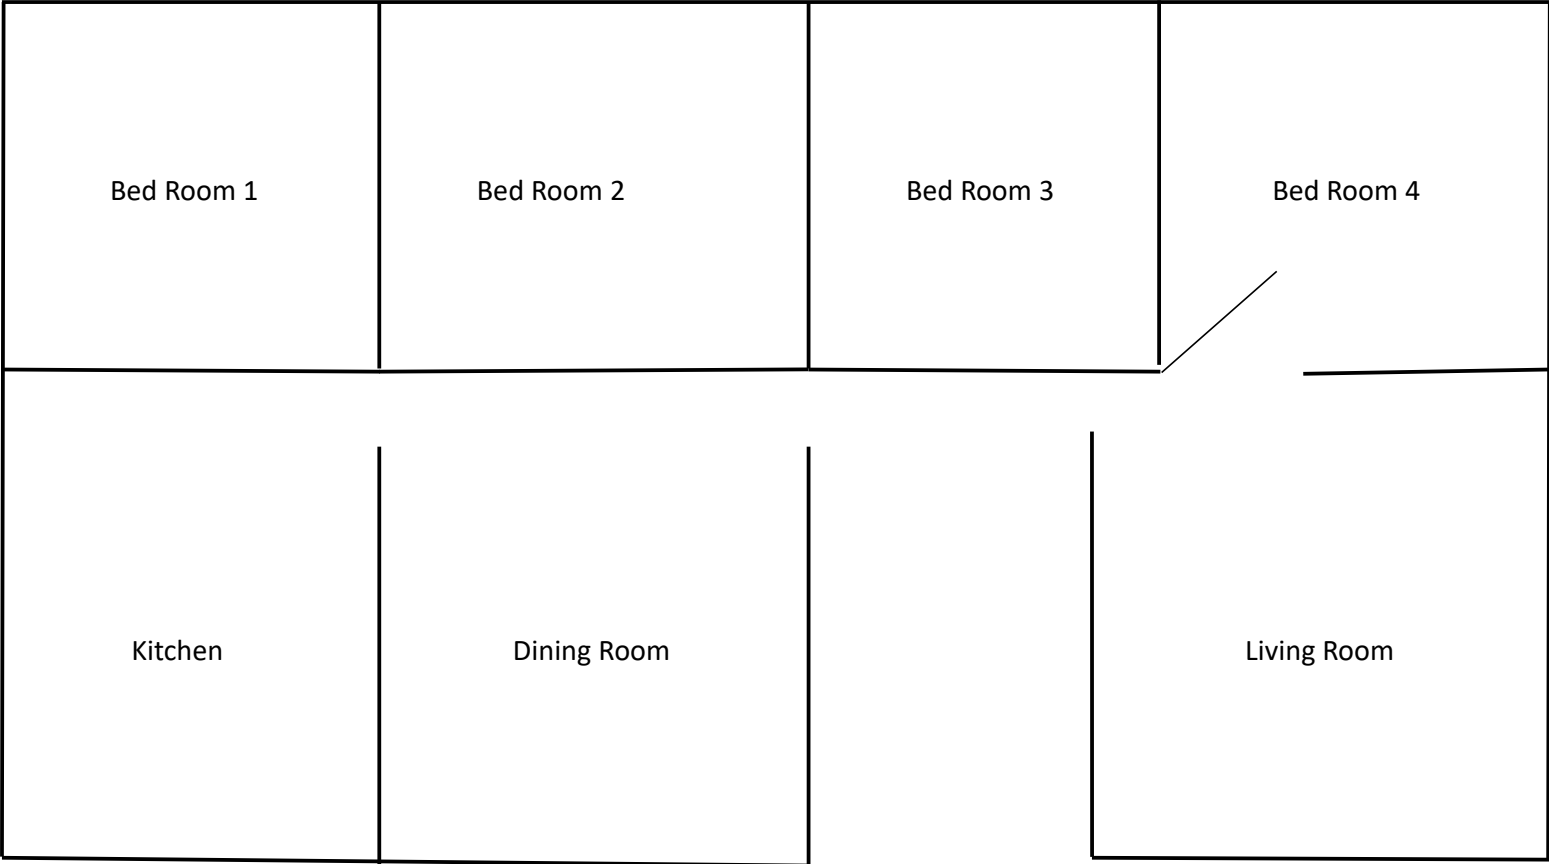 Bed Room 1
Bed Room 2
Bed Room 3
Bed Room 4
Kitchen
Dining Room
Living Room